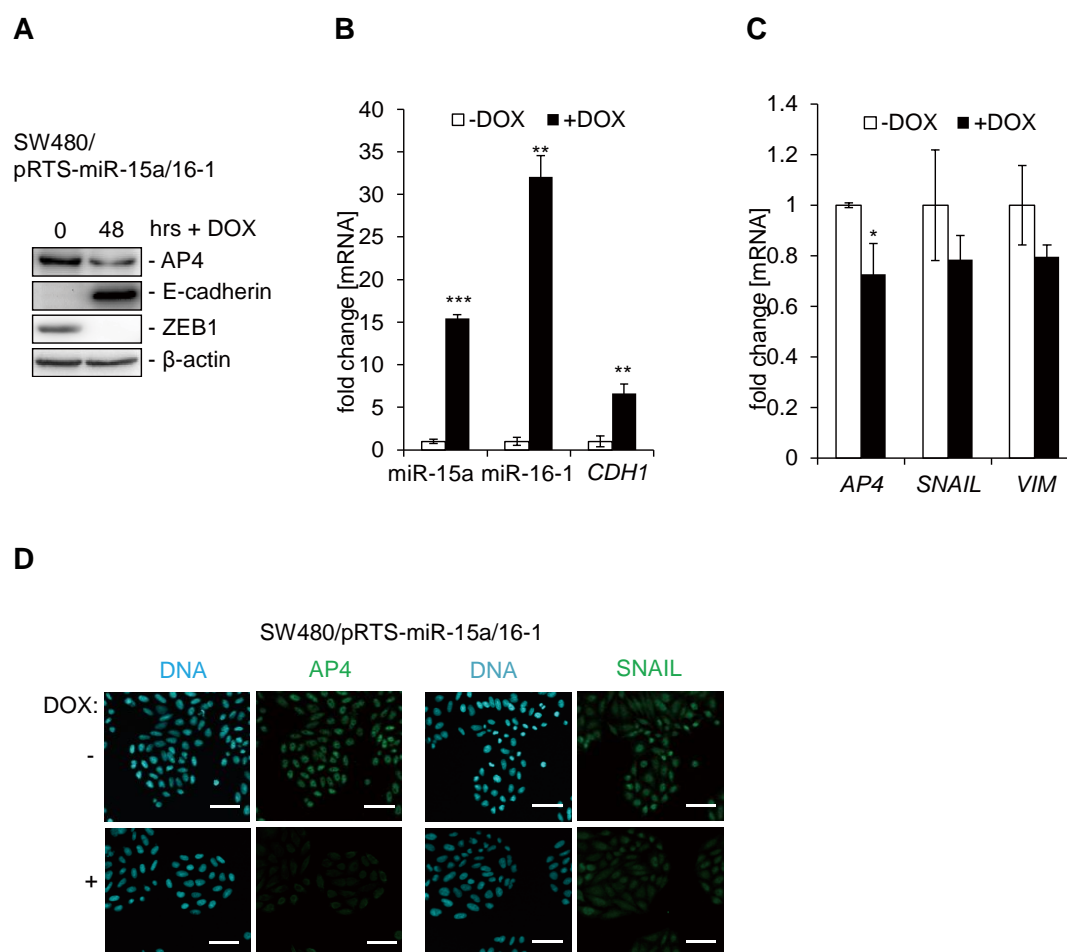 A
SW480/
pRTS-miR-15a/16-1
0 48 hrs + DOX
- AP4
- E-cadherin
- ZEB1
- β-actin
B
fold change [mRNA]
40
35
30
25
20
15
10
5
0
-DOX +DOX
***
**
**
miR-15a miR-16-1 CDH1
C
fold change [mRNA]
1.4
1.2
1
0.8
0.6
0.4
0.2
0
-DOX +DOX
*
AP4 SNAIL VIM
D
SW480/pRTS-miR-15a/16-1
DNA AP4 DNA SNAIL
DOX:
-
+